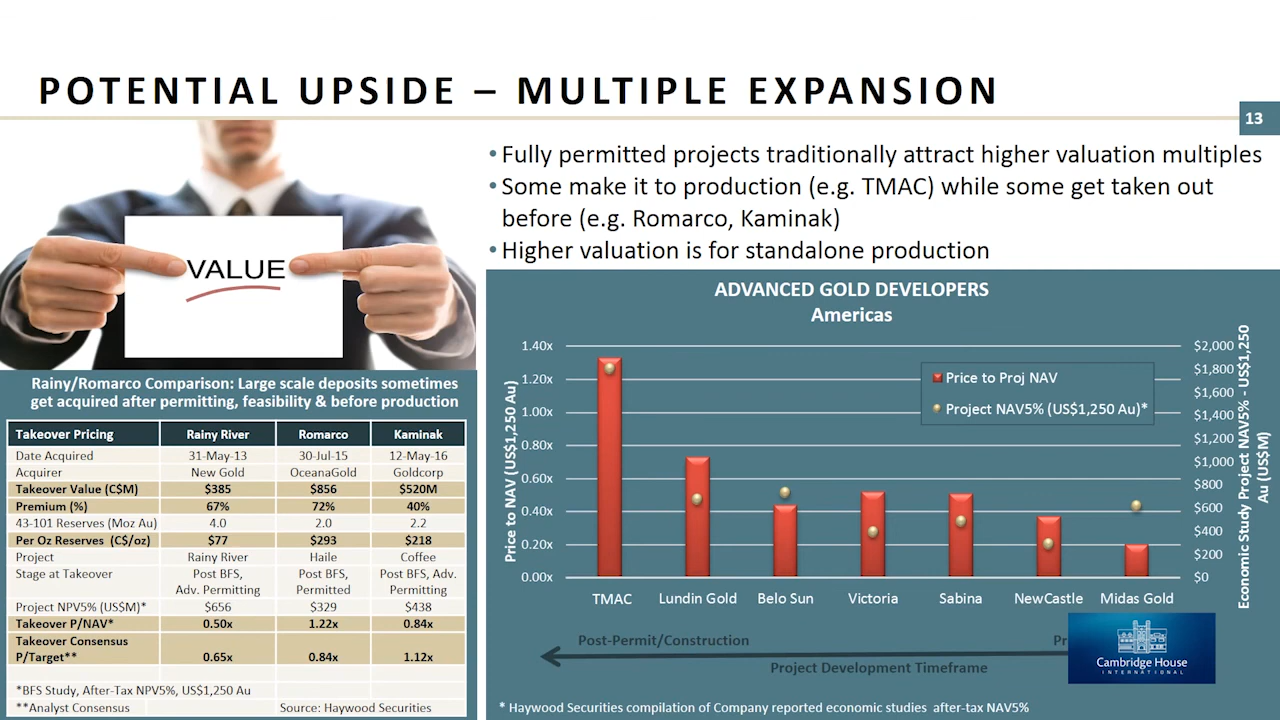 POTENTIAL UPSIDE – MULTIPLE EXPANSION
13
• Fully permitted projects traditionally attract higher valuation multiples
• Some make it to production (e.g. TMAC) while some get taken out
before (e.g. Romarco, Kaminak)
• Higher valuation is for standalone production
VALUE
Rainy/Romarco Comparison: Large scale deposits sometimes
get acquired after permitting, feasibility & before production
Takeover Pricing Rainy River Romarco Kaminak
Date Acquired 31-May-13 30-Jul-15 12-May-16
Acquirer New Gold OceanaGold Goldcorp
Takeover Value (C$M) $385 $856 $520M
Premium (%) 67% 72% 40%
43-101 Reserves (Moz Au) 4.0 2.0 2.2
Per Oz Reserves (C$/oz) $77 $293 $218
Project Rainy River Haile Coffee
Stage at Takeover Post BFS, Post BFS, Post BFS, Adv.
Adv. Permitting Permitted Permitting
Project NPV5% (US$M)* $656 $329 $438
Takeover P/NAV* 0.50x 1.22x 0.84x
Takeover Consensus
P/Target** 0.65x 0.84x 1.12x
*BFS Study, After-Tax NPV5%, US$1,250 Au
**Analyst Consensus Source: Haywood Securities
ADVANCED GOLD DEVELOPERS
Americas
Price to NAV (US$1,250 Au)
1.40x
1.20x
1.00x
0.80x
0.60x
0.40x
0.20x
0.00x
Price to Proj NAV
Project NAV5% (US$1,250 Au)*
$2,000
$1,800
$1,600
$1,400
$1,200
$1,000
$800
$600
$400
$200
$0
Economic Study Project NAV5% - US$1,250
Au (US$M)
TMAC Lundin Gold Belo Sun Victoria Sabina NewCastle Midas Gold
Post-Permit/Construction
Project Development Timeframe
Cambridge House
INTERNATIONAL
* Haywood Securities compilation of Company reported economic studies after-tax NAV5%